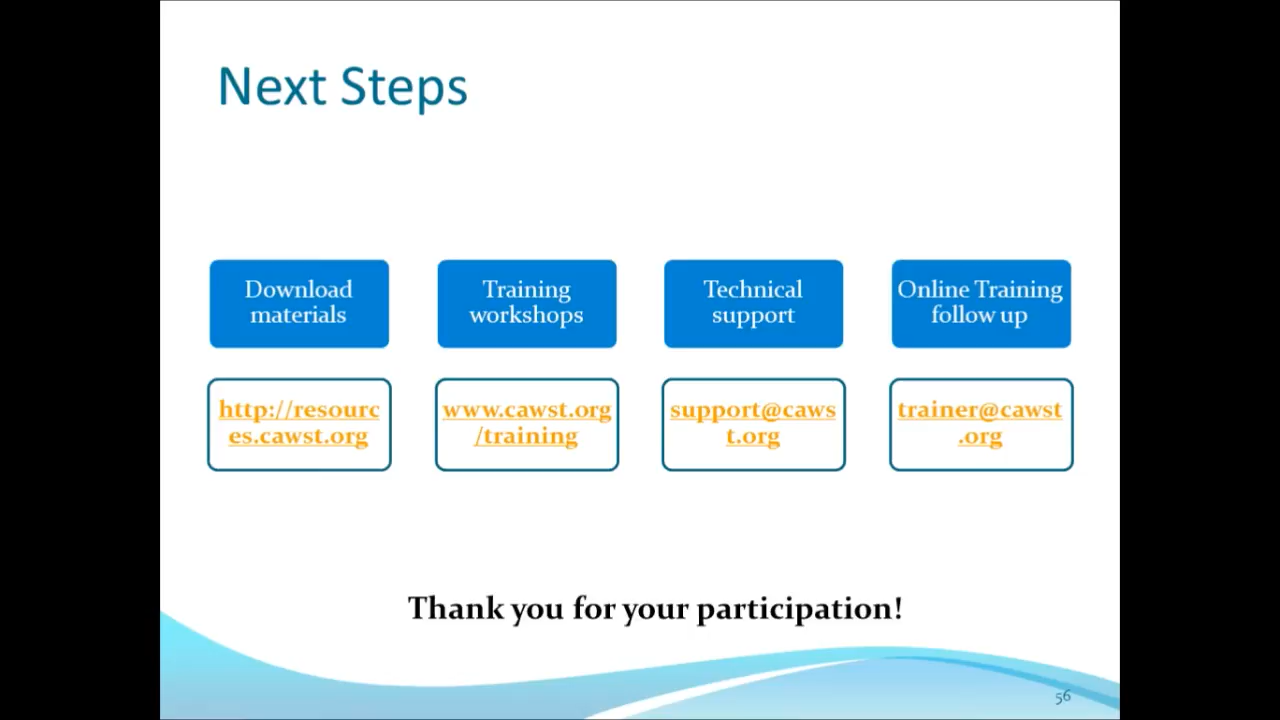 Next Steps
Download
materials
Training
workshops
Technical
support
Online Training
follow up
http://resourc
es.cawst.org
www.cawst.org
/training
support@caws
t.org
trainer@cawst
.org
Thank you for your participation!
56